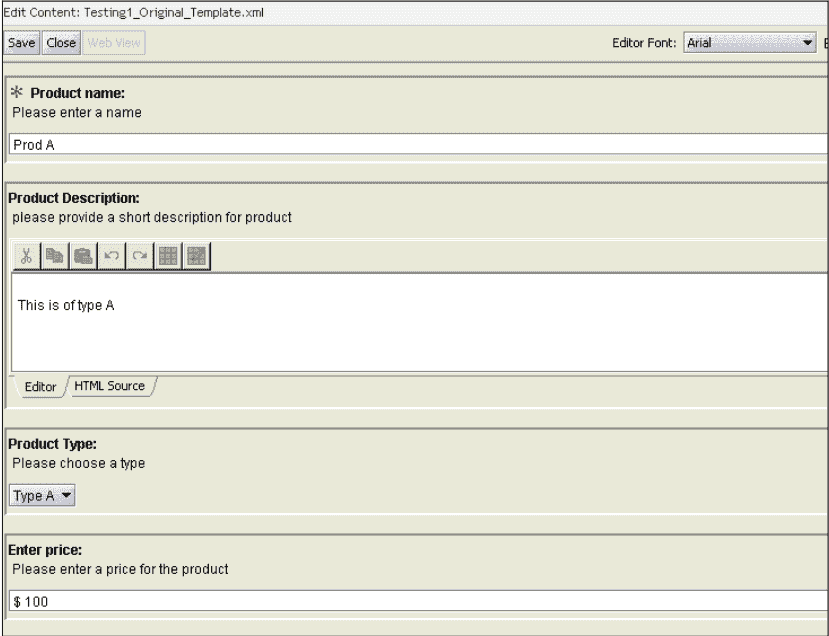 Edit Content: Testing1_Original_Template.xml
Save Close Web View Editor Font: Arial
* Product name:
Please enter a name
Prod A
Product Description:
please provide a short description for product
This is of type A
Editor HTML Source
Product Type:
Please choose a type
Type A
Enter price:
Please enter a price for the product
$ 100